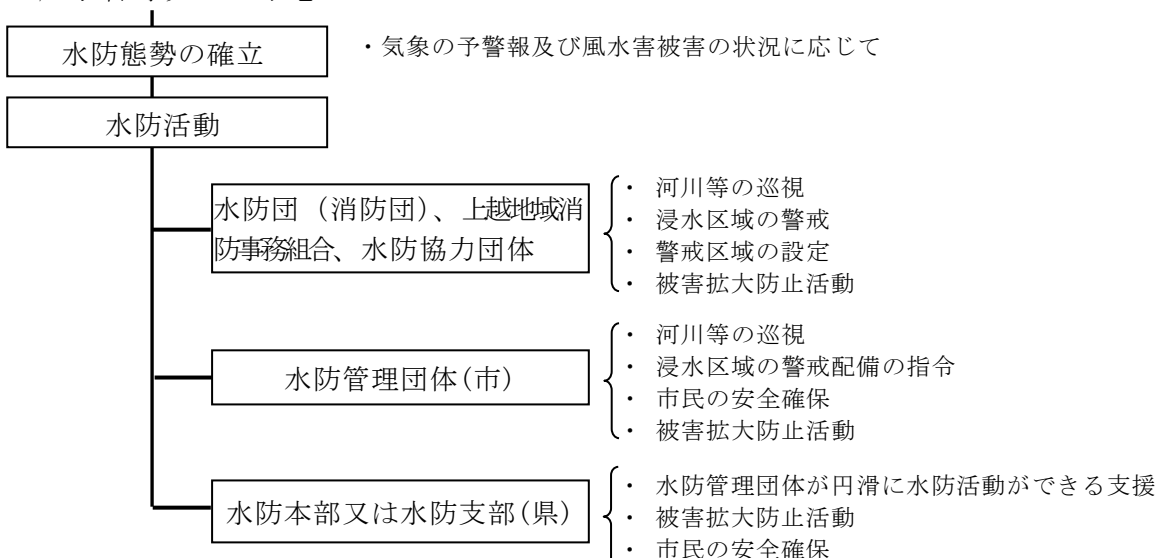 水防態勢の確立
・気象の予警報及び風水害被害の状況に応じて
水防活動
水防団 (消防団)、上越地域消
防事務組合、水防協力団体
・ 河川等の巡視
・ 浸水区域の警戒
・ 警戒区域の設定
・ 被害拡大防止活動
水防管理団体(市)
・ 河川等の巡視
・ 浸水区域の警戒配備の指令
・ 市民の安全確保
・ 被害拡大防止活動
水防本部又は水防支部(県)
・ 水防管理団体が円滑に水防活動ができる支援
・ 被害拡大防止活動
・ 市民の安全確保